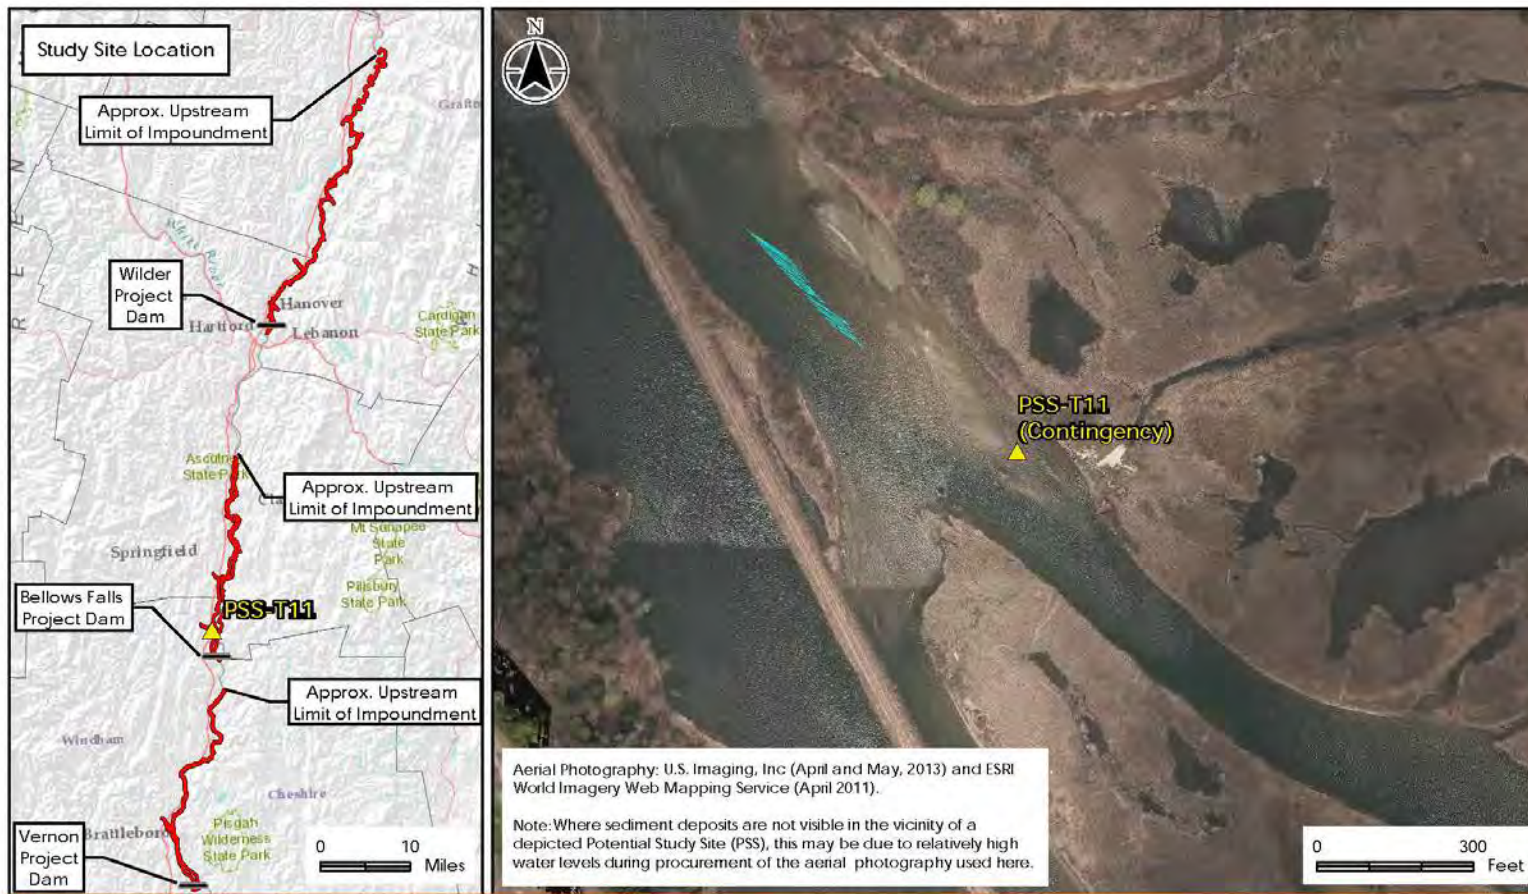 Study Site Location
Approx. Upstream
Limit of Impoundment
Grafto
White River
Wilder
Project
Dam
Hanover
Hartford
Lebanon
Cardigan
State Park
Ascutney
State Park
Approx. Upstream
Limit of Impoundment
Mt Sunapee
State
Park
Springfield
Pillsbury
State Park
Bellows Falls
Project Dam
PSS-T11
Approx. Upstream
Limit of Impoundment
Windham
Cheshire
Brattleboro
Pisgah
Wilderness
State Park
Vernon
Project
Dam
0 10
Miles
N
PSS-T11
(Contingency)
Aerial Photography: U.S. Imaging, Inc (April and May, 2013) and ESRI
World Imagery Web Mapping Service (April 2011).
Note: Where sediment deposits are not visible in the vicinity of a
depicted Potential Study Site (PSS), this may be due to relatively high
water levels during procurement of the aerial photography used here.
0 300
Feet